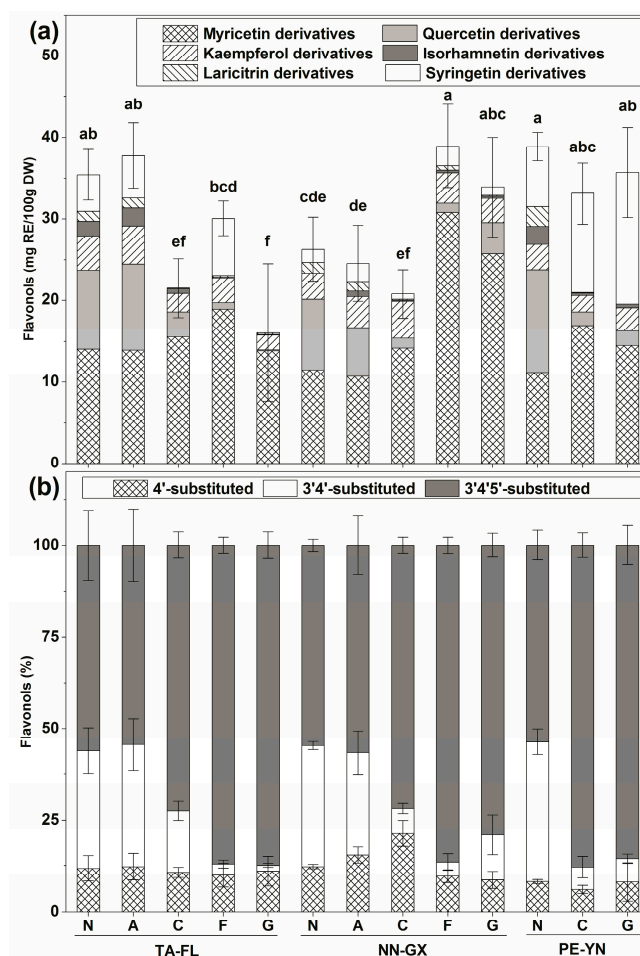 (a)
Myricetin derivatives Quercetin derivatives
Kaempferol derivatives Isorhamnetin derivatives
Laricitrin derivatives Syringetin derivatives
Flavonols (mg RE/100g DW)
50
40
30
20
10
0
ab ab ef bcd f cde de ef a abc a abc ab
(b)
4'-substituted 3'4'-substituted 3'4'5'-substituted
Flavonols (%)
100
75
50
25
0
N A C F G N A C F G N C G
TA-FL NN-GX PE-YN